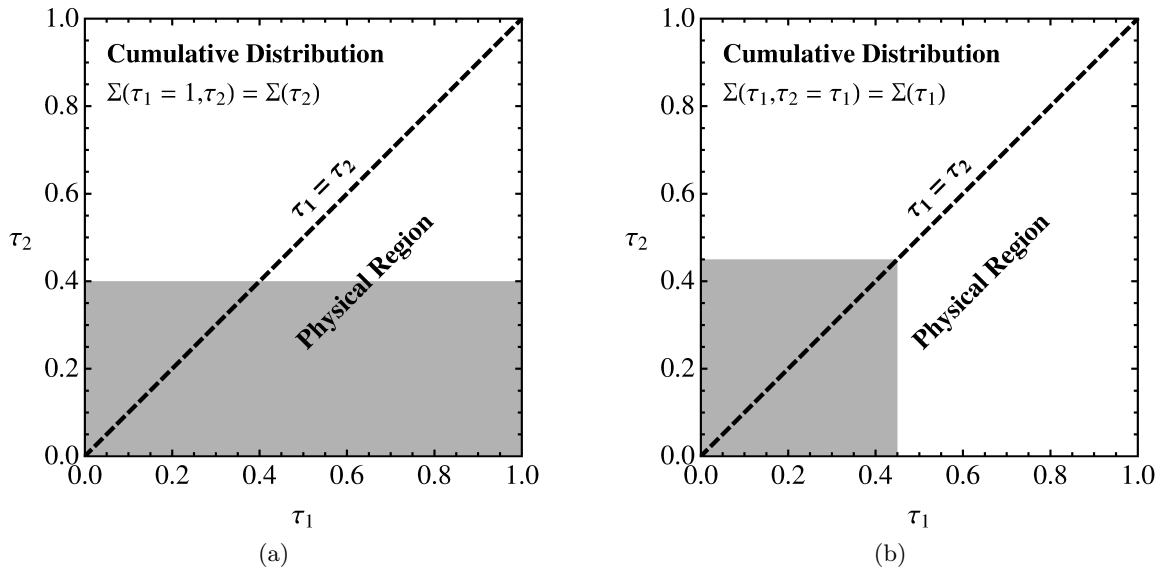 Cumulative Distribution
Σ(τ₁ = 1,τ₂) = Σ(τ₂)
τ₁ = τ₂
Physical Region
τ₂
1.0
0.8
0.6
0.4
0.2
0.0
0.0 0.2 0.4 0.6 0.8 1.0
τ₁
(a)
Cumulative Distribution
Σ(τ₁,τ₂ = τ₁) = Σ(τ₁)
τ₁ = τ₂
Physical Region
τ₂
1.0
0.8
0.6
0.4
0.2
0.0
0.0 0.2 0.4 0.6 0.8 1.0
τ₁
(b)